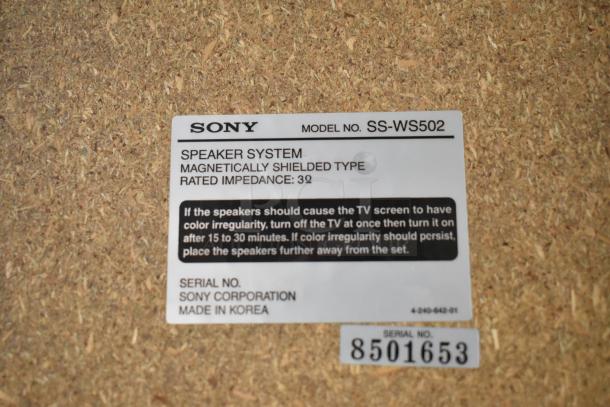 SONY MODEL NO. SS-WS502
SPEAKER SYSTEM
MAGNETICALLY SHIELDED TYPE
RATED IMPEDANCE: 3Ω
If the speakers should cause the TV screen to have
color irregularity, turn off the TV at once then turn it on
after 15 to 30 minutes. If color irregularity should persist,
place the speakers further away from the set.
SERIAL NO.
SONY CORPORATION
MADE IN KOREA 4-240-642-01
SERIAL NO.
8501653